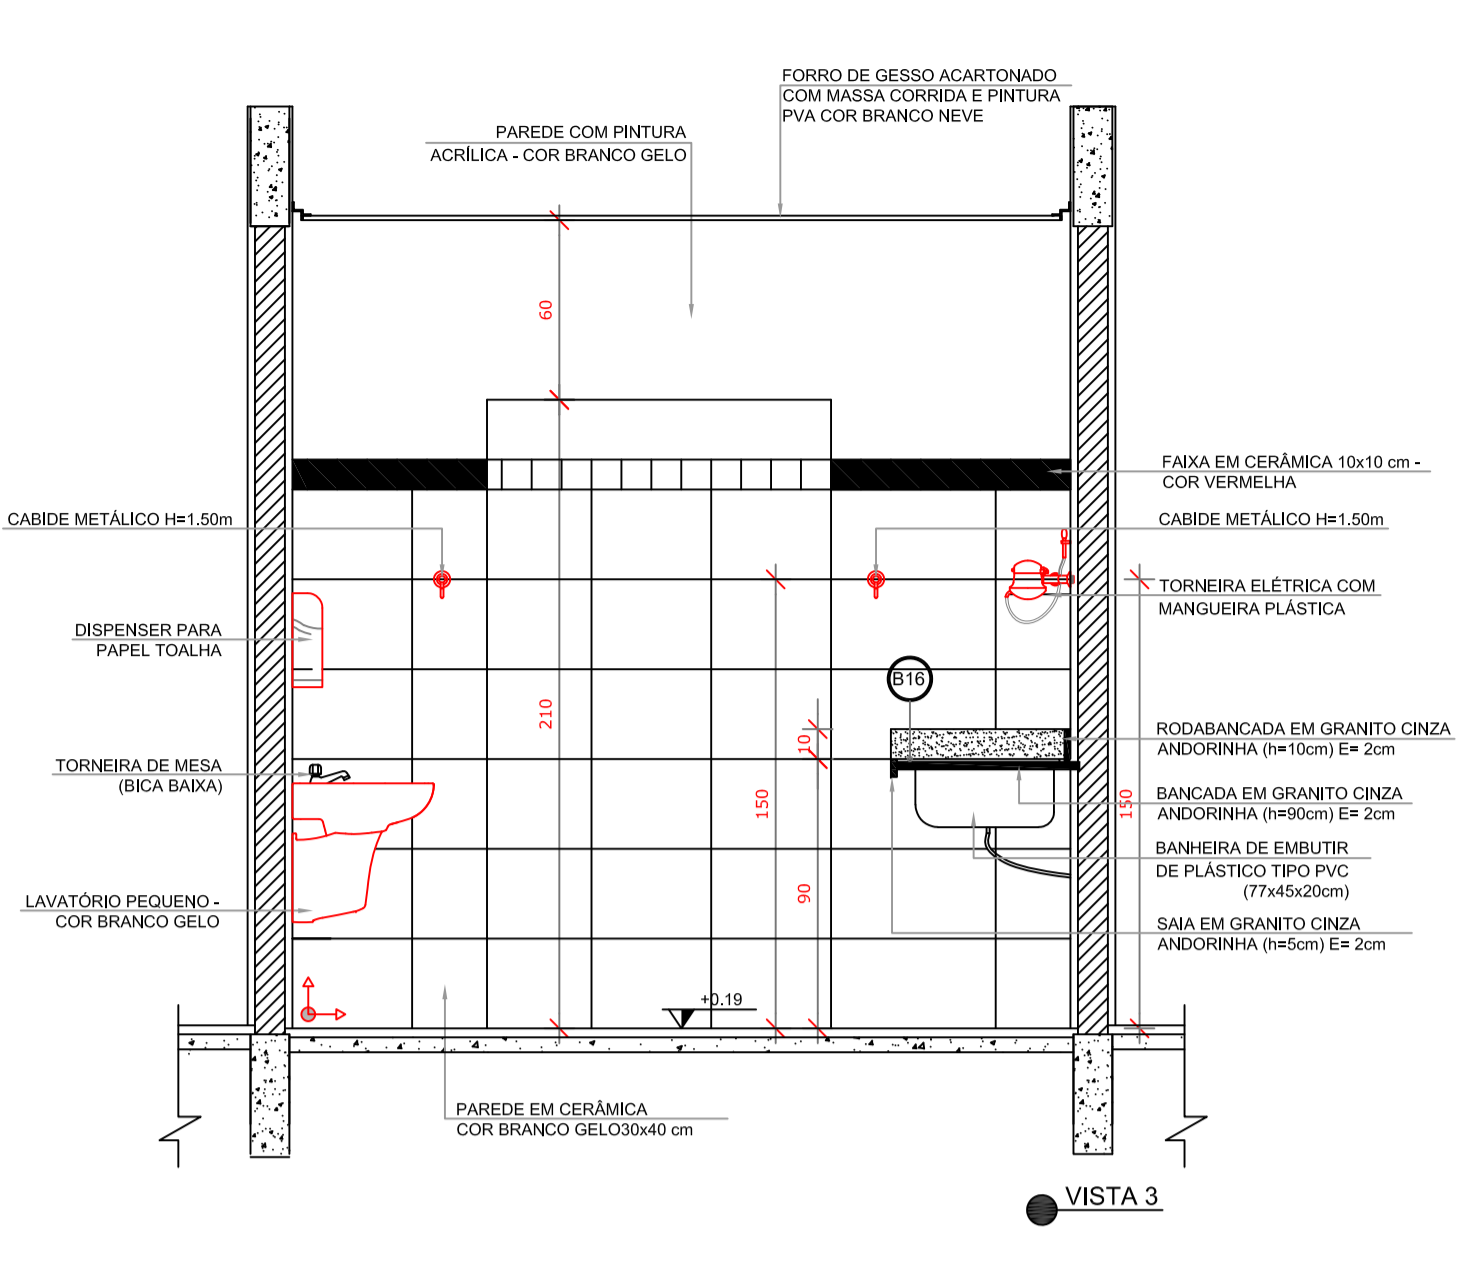 FORRO DE GESSO ACARTONADO
COM MASSA CORRIDA E PINTURA
PVA COR BRANCO NEVE
PAREDE COM PINTURA
ACRÍLICA - COR BRANCO GELO
60
FAIXA EM CERÂMICA 10x10 cm -
COR VERMELHA
CABIDE METÁLICO H=1.50m
CABIDE METÁLICO H=1.50m
TORNEIRA ELÉTRICA COM
MANGUEIRA PLÁSTICA
DISPENSER PARA
PAPEL TOALHA
B16
210
10
RODABANCADA EM GRANITO CINZA
ANDORINHA (h=10cm) E= 2cm
TORNEIRA DE MESA
(BICA BAIXA)
150
150
BANCADA EM GRANITO CINZA
ANDORINHA (h=90cm) E= 2cm
BANHEIRA DE EMBUTIR
DE PLÁSTICO TIPO PVC
(77x45x20cm)
90
LAVATÓRIO PEQUENO -
COR BRANCO GELO
SAIA EM GRANITO CINZA
ANDORINHA (h=5cm) E= 2cm
+0.19
PAREDE EM CERÂMICA
COR BRANCO GELO30x40 cm
VISTA 3